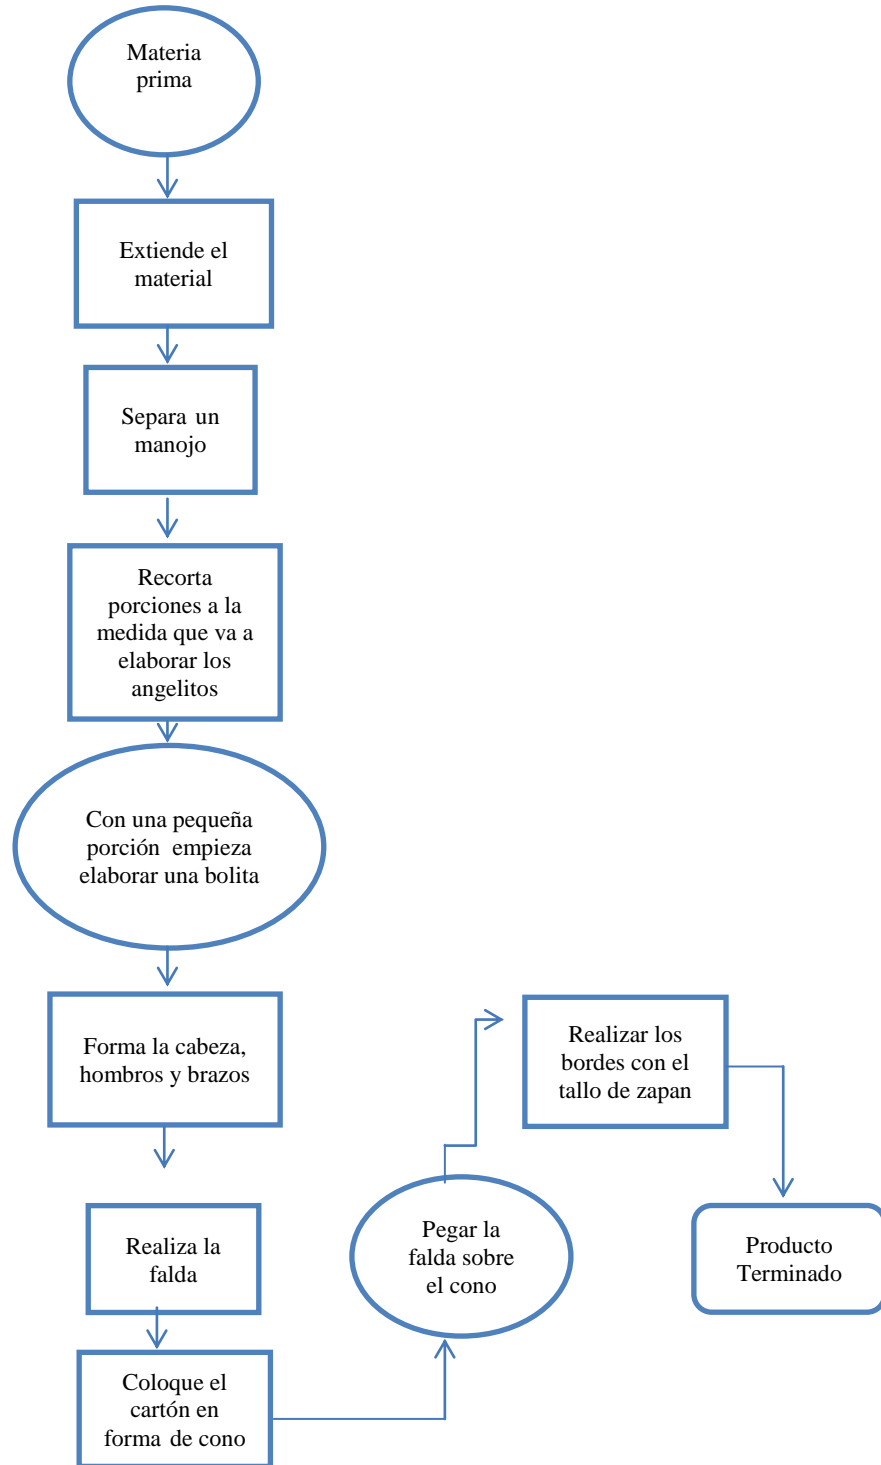 Materia
prima
Extiende el
material
Separa un
manojo
Recorta
porciones a la
medida que va a
elaborar los
angelitos
Con una pequeña
porción empieza
elaborar una bolita
Forma la cabeza,
hombros y brazos
Realiza la
falda
Coloque el
cartón en
forma de cono
Pegar la
falda sobre
el cono
Realizar los
bordes con el
tallo de zapan
Producto
Terminado